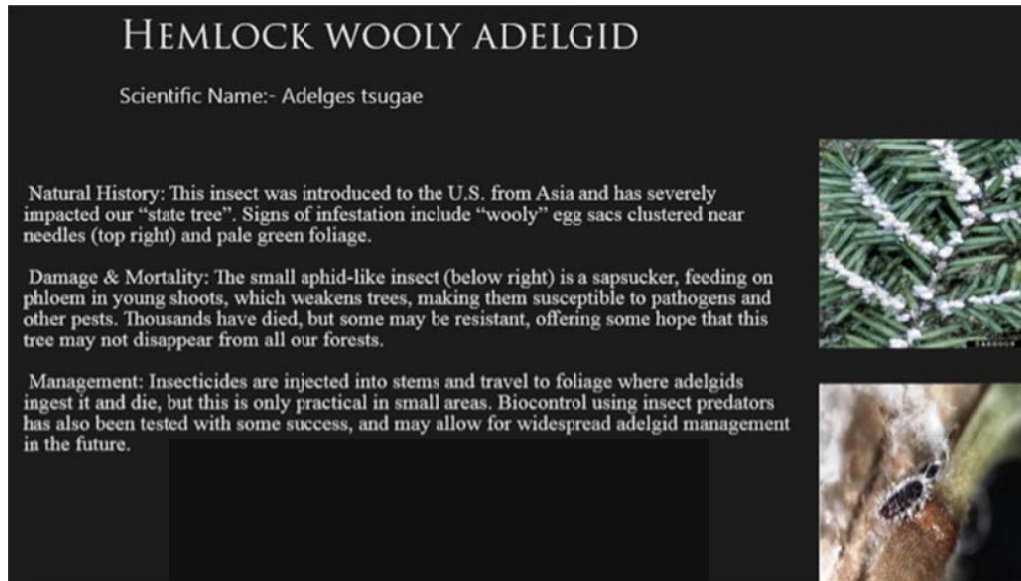 HEMLOCK WOOLY ADELGID
Scientific Name:- Adelges tsugae
Natural History: This insect was introduced to the U.S. from Asia and has severely
impacted our “state tree”. Signs of infestation include “wooly” egg sacs clustered near
needles (top right) and pale green foliage.
Damage & Mortality: The small aphid-like insect (below right) is a sapsucker, feeding on
phloem in young shoots, which weakens trees, making them susceptible to pathogens and
other pests. Thousands have died, but some may be resistant, offering some hope that this
tree may not disappear from all our forests.
Management: Insecticides are injected into stems and travel to foliage where adelgids
ingest it and die, but this is only practical in small areas. Biocontrol using insect predators
has also been tested with some success, and may allow for widespread adelgid management
in the future.